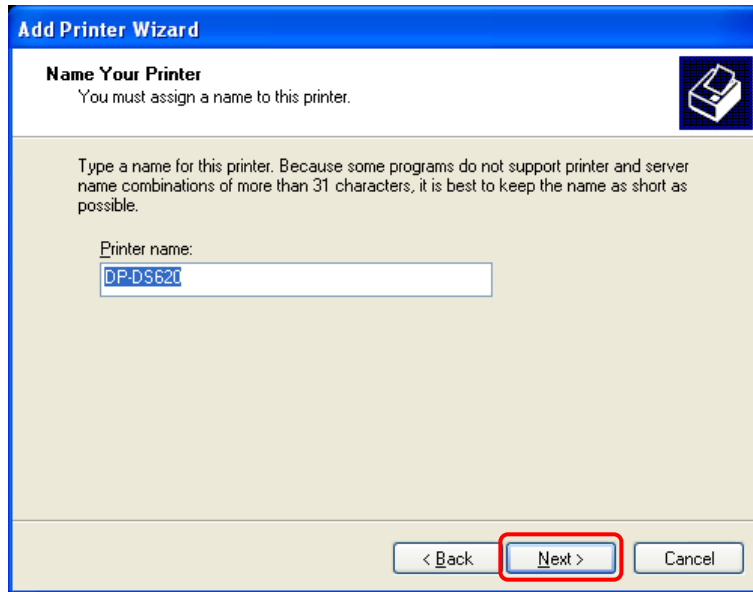 Add Printer Wizard
Name Your Printer
You must assign a name to this printer.
Type a name for this printer. Because some programs do not support printer and server
name combinations of more than 31 characters, it is best to keep the name as short as
possible.
Printer name:
DP-DS620
< Back Next > Cancel